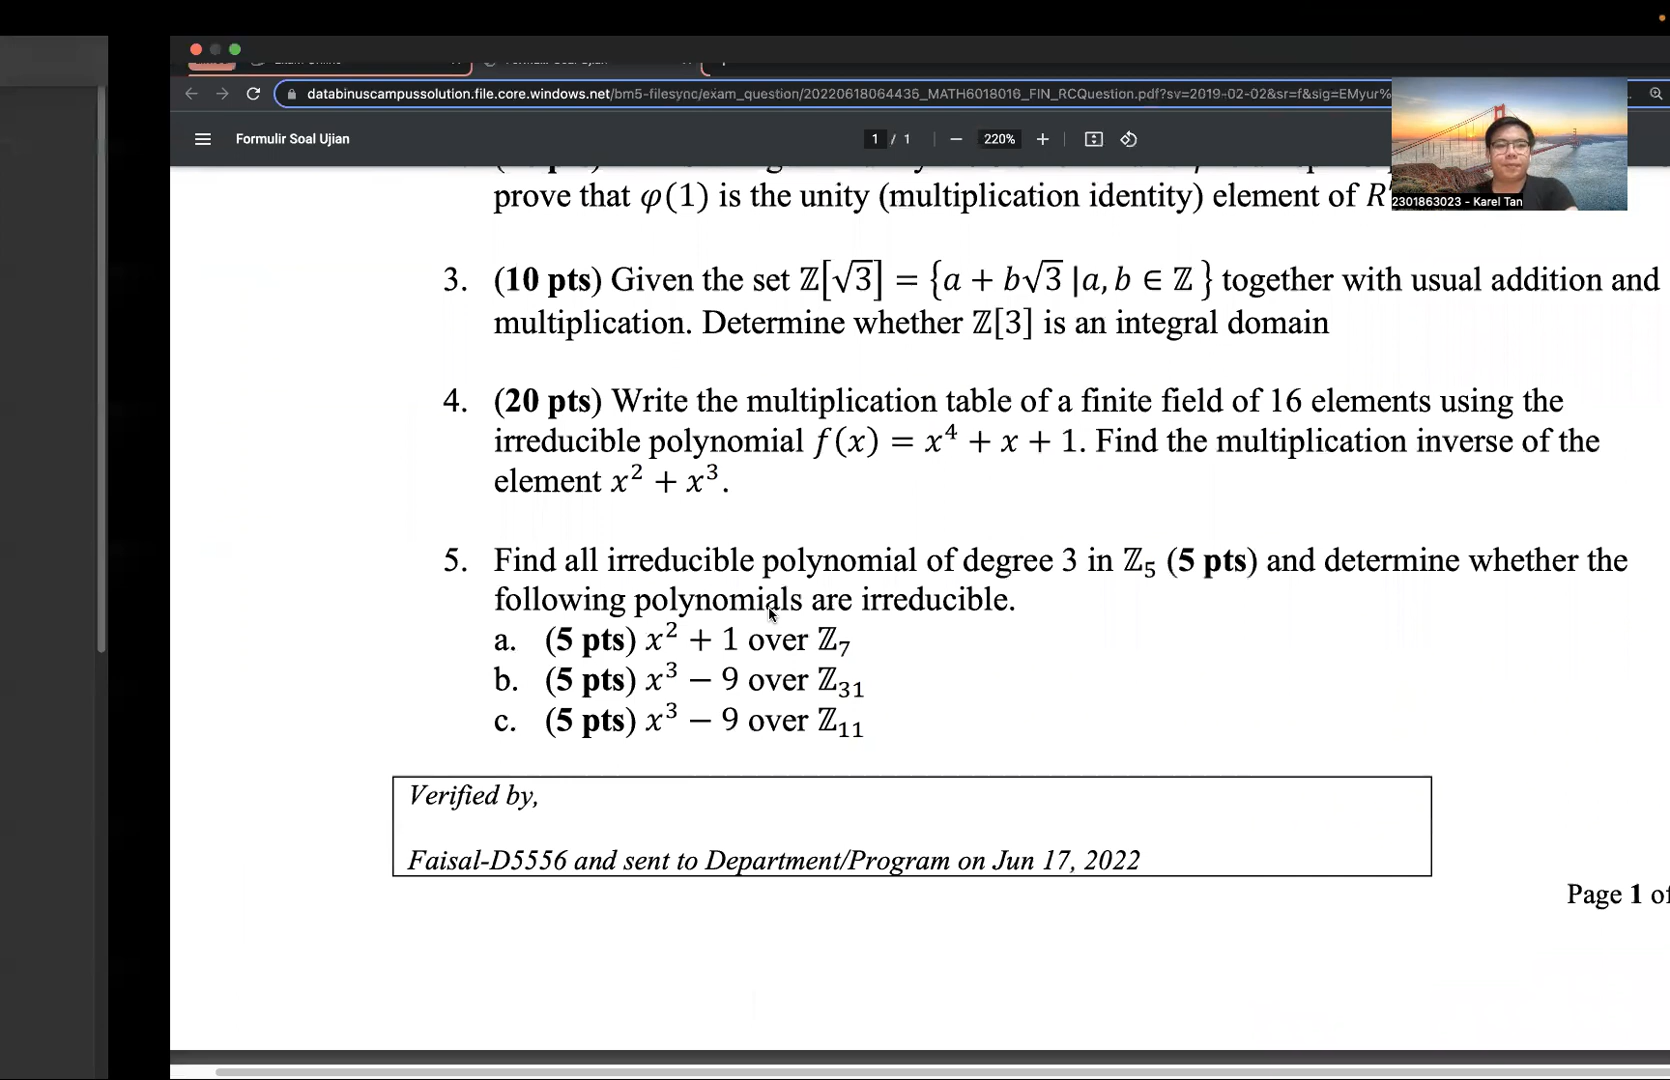 databinuscampussolution.file.core.windows.net/bm5-filesync/exam_question/20220618064435_MATH6018016_FIN_RCQuestion.pdf?sv=2019-02-02&sr=f&sig=EMyur%
Formulir Soal Ujian
1 / 1
220%
2301863023 - Karel Tan
prove that φ(1) is the unity (multiplication identity) element of R'
3. (10 pts) Given the set ℤ[√3] = {a + b√3 |a, b ∈ ℤ } together with usual addition and
multiplication. Determine whether ℤ[3] is an integral domain
4. (20 pts) Write the multiplication table of a finite field of 16 elements using the
irreducible polynomial f(x) = x⁴ + x + 1. Find the multiplication inverse of the
element x² + x³.
5. Find all irreducible polynomial of degree 3 in ℤ₅ (5 pts) and determine whether the
following polynomials are irreducible.
a. (5 pts) x² + 1 over ℤ₇
b. (5 pts) x³ − 9 over ℤ₃₁
c. (5 pts) x³ − 9 over ℤ₁₁
Verified by,
Faisal-D5556 and sent to Department/Program on Jun 17, 2022
Page 1 of